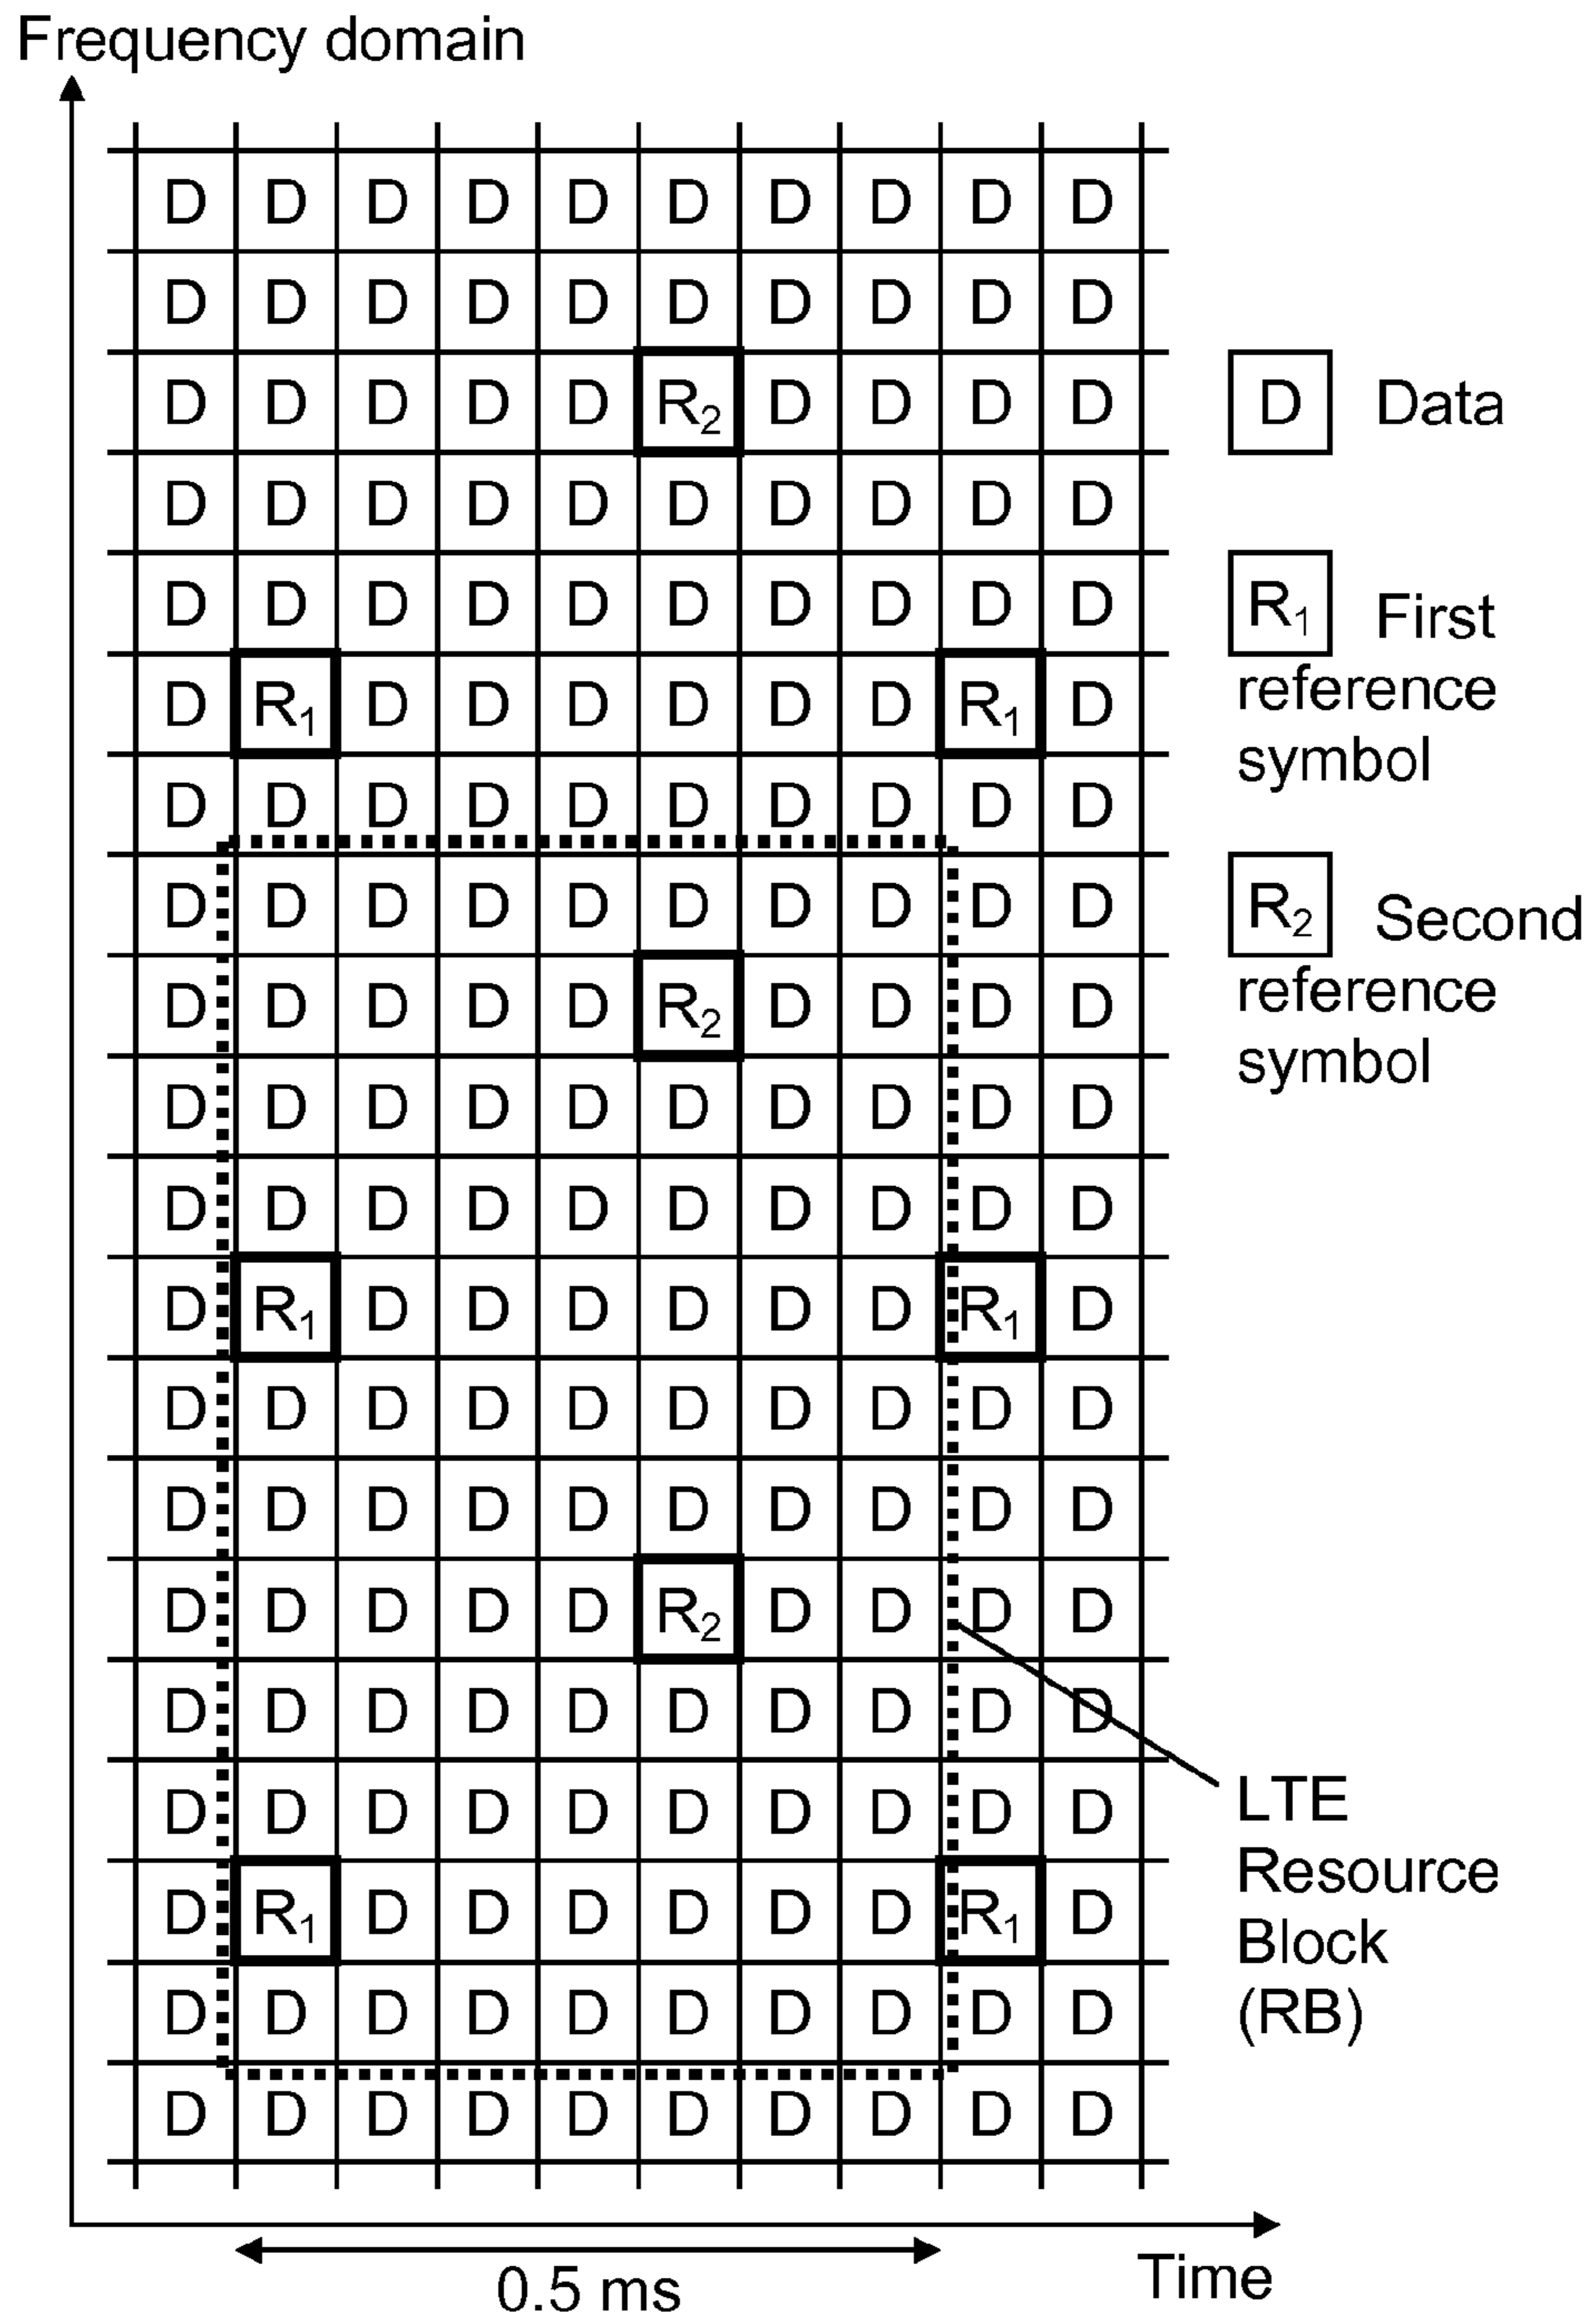 Frequency domain
D D D D D D D D D D
D D D D D D D D D D
D D D D D R2 D D D D
D D D D D D D D D D
D D D D D D D D D D
D R1 D D D D D D R1 D
D D D D D D D D D D
D D D D D D D D D D
D D D D D R2 D D D D
D D D D D D D D D D
D D D D D D D D D D
D R1 D D D D D D R1 D
D D D D D D D D D D
D D D D D D D D D D
D D D D D R2 D D D D
D D D D D D D D D D
D D D D D D D D D D
D R1 D D D D D D R1 D
D D D D D D D D D D
D D D D D D D D D D
D Data
R1 First
reference
symbol
R2 Second
reference
symbol
LTE
Resource
Block
(RB)
0.5 ms
Time